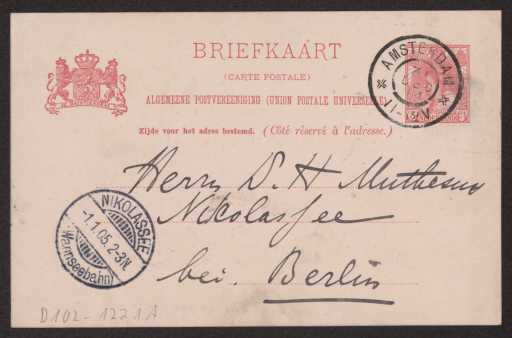 BRIEFKAART
(CARTE POSTALE)
ALGEMEENE POSTVEREENIGING (UNION POSTALE UNIVERSELLE)
Zijde voor het adres bestemd. (Côté réservé à l'adresse.)
AMSTERDAM
Herrn D. H Muthesius
Nikolassee
bei Berlin
NIKOLASSEE
-1.1.05. 2-3N
(Wannseebahn)
D102-1221A